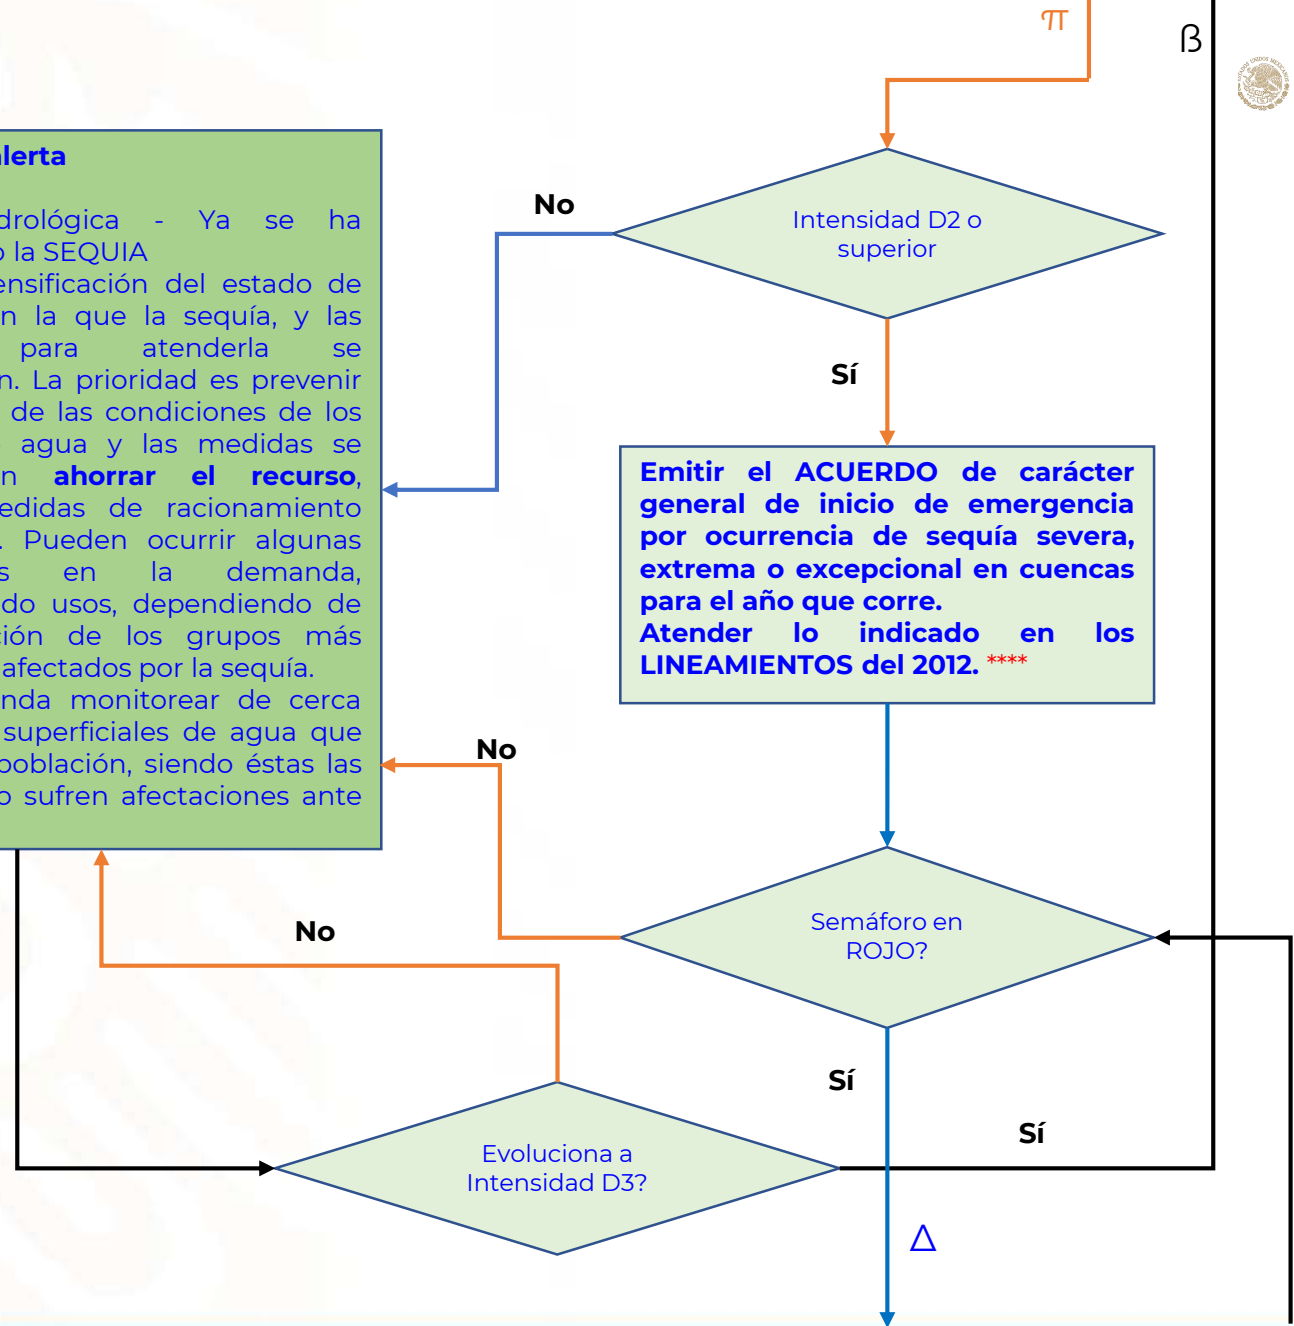 π
ß
alerta
drológica - Ya se ha
o la SEQUIA
ensificación del estado de
n la que la sequía, y las
para atenderla se
n. La prioridad es prevenir
de las condiciones de los
agua y las medidas se
n ahorrar el recurso,
edidas de racionamiento
. Pueden ocurrir algunas
s en la demanda,
do usos, dependiendo de
ción de los grupos más
afectados por la sequía.
nda monitorear de cerca
superficiales de agua que
población, siendo éstas las
o sufren afectaciones ante
No
Intensidad D2 o
superior
Sí
Emitir el ACUERDO de carácter
general de inicio de emergencia
por ocurrencia de sequía severa,
extrema o excepcional en cuencas
para el año que corre.
Atender lo indicado en los
LINEAMIENTOS del 2012. ****
No
Semáforo en
ROJO?
No
Sí
Sí
Evoluciona a
Intensidad D3?
Δ